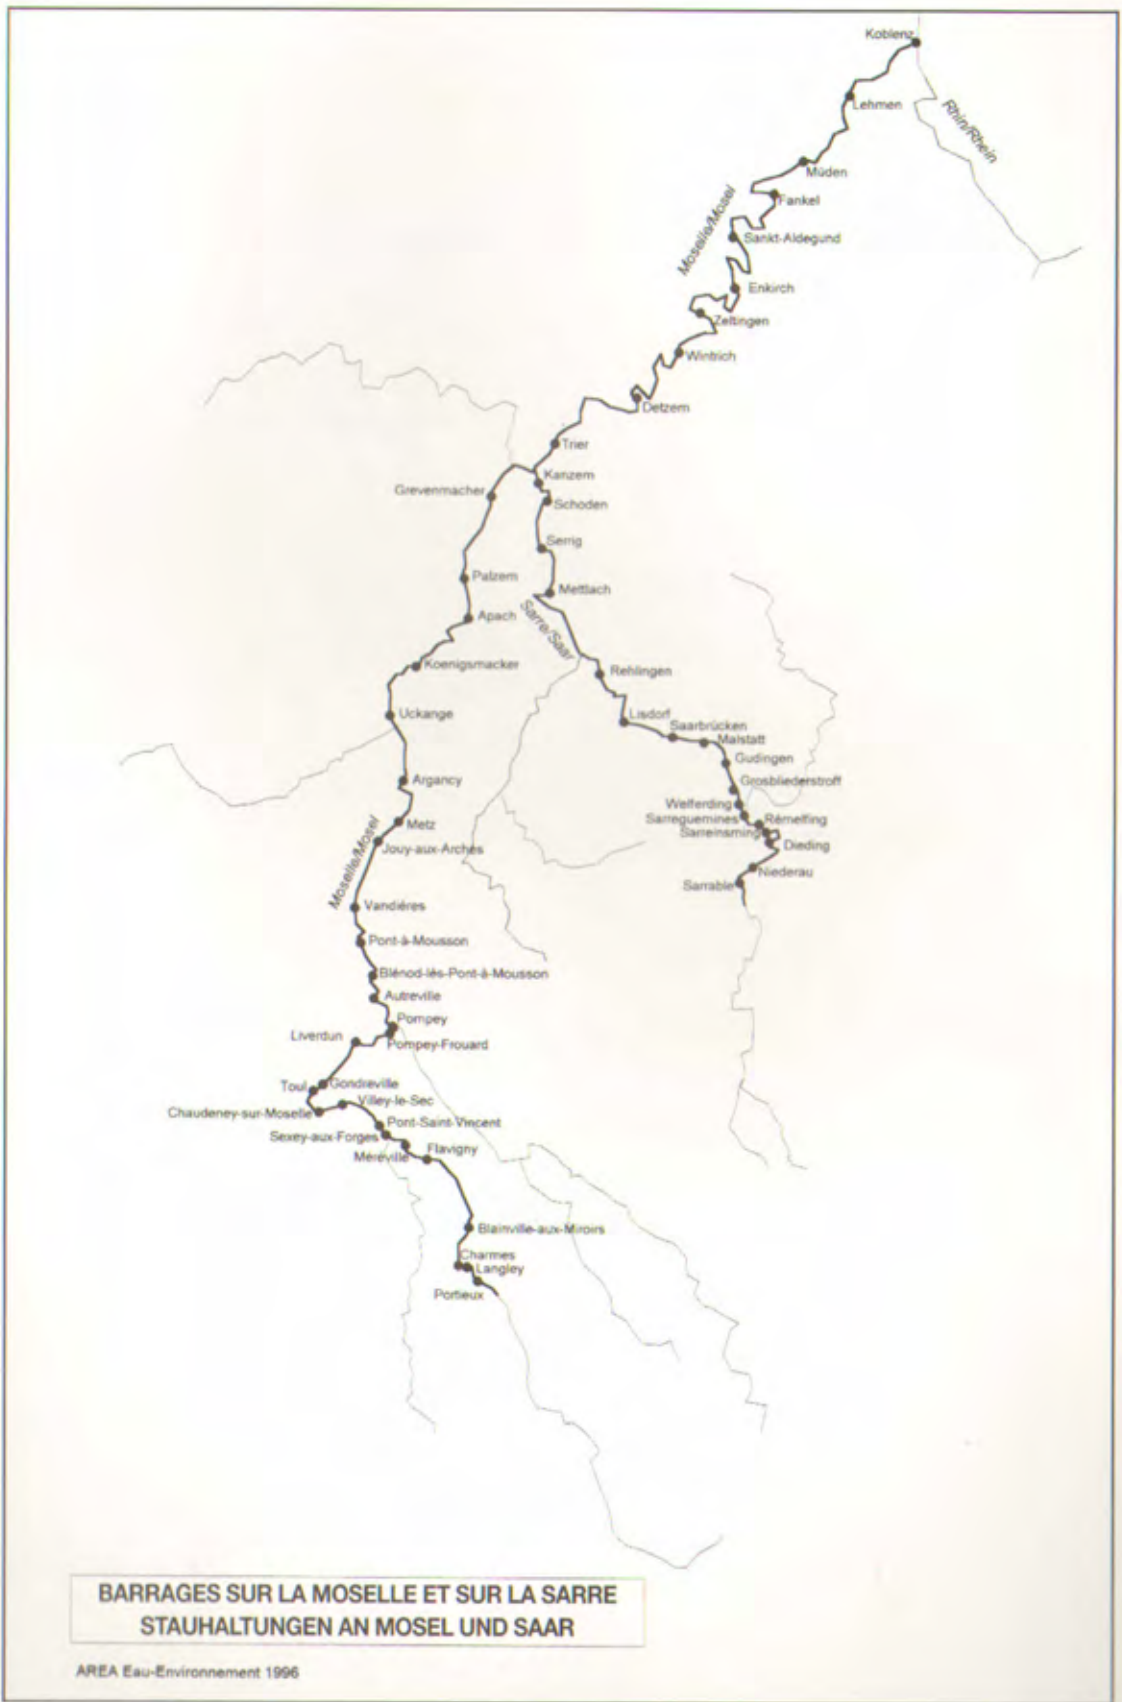 Koblenz
Lehmen
Rhin/Rhein
Müden
Fankel
Moselle/Mosel
Sankt-Aldegund
Enkirch
Zeltingen
Wintrich
Detzem
Trier
Kanzem
Grevenmacher
Schoden
Serrig
Palzem
Mettlach
Apach
Sarre/Saar
Koenigsmacker
Rehlingen
Uckange
Lisdorf
Saarbrücken
Malstatt
Gudingen
Argancy
Grosbliederstroff
Welferding
Sarreguemines
Rémelfing
Metz
Sarreinsming
Dieding
Jouy-aux-Arches
Moselle/Mosel
Niederau
Sarrable
Vandiéres
Pont-à-Mousson
Blénod-lés-Pont-à-Mousson
Autreville
Pompey
Liverdun
Pompey-Frouard
Toul
Gondreville
Villey-le-Sec
Chaudeney-sur-Moselle
Pont-Saint-Vincent
Sexey-aux-Forges
Méréville
Flavigny
Blainville-aux-Miroirs
Charmes
Langley
Portieux
BARRAGES SUR LA MOSELLE ET SUR LA SARRE
STAUHALTUNGEN AN MOSEL UND SAAR
AREA Eau-Environnement 1996